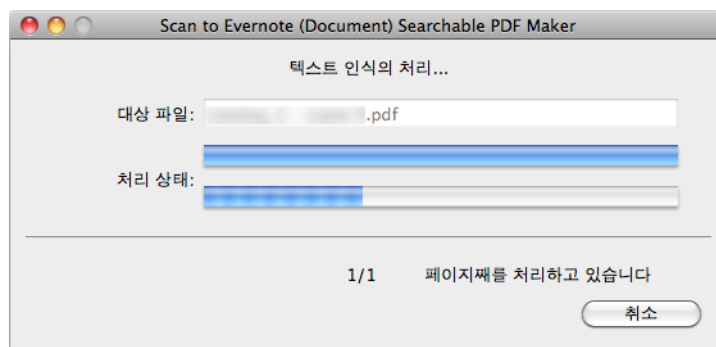 Scan to Evernote (Document) Searchable PDF Maker
텍스트 인식의 처리...
대상 파일: .pdf
처리 상태:
1/1 페이지째를 처리하고 있습니다
취소